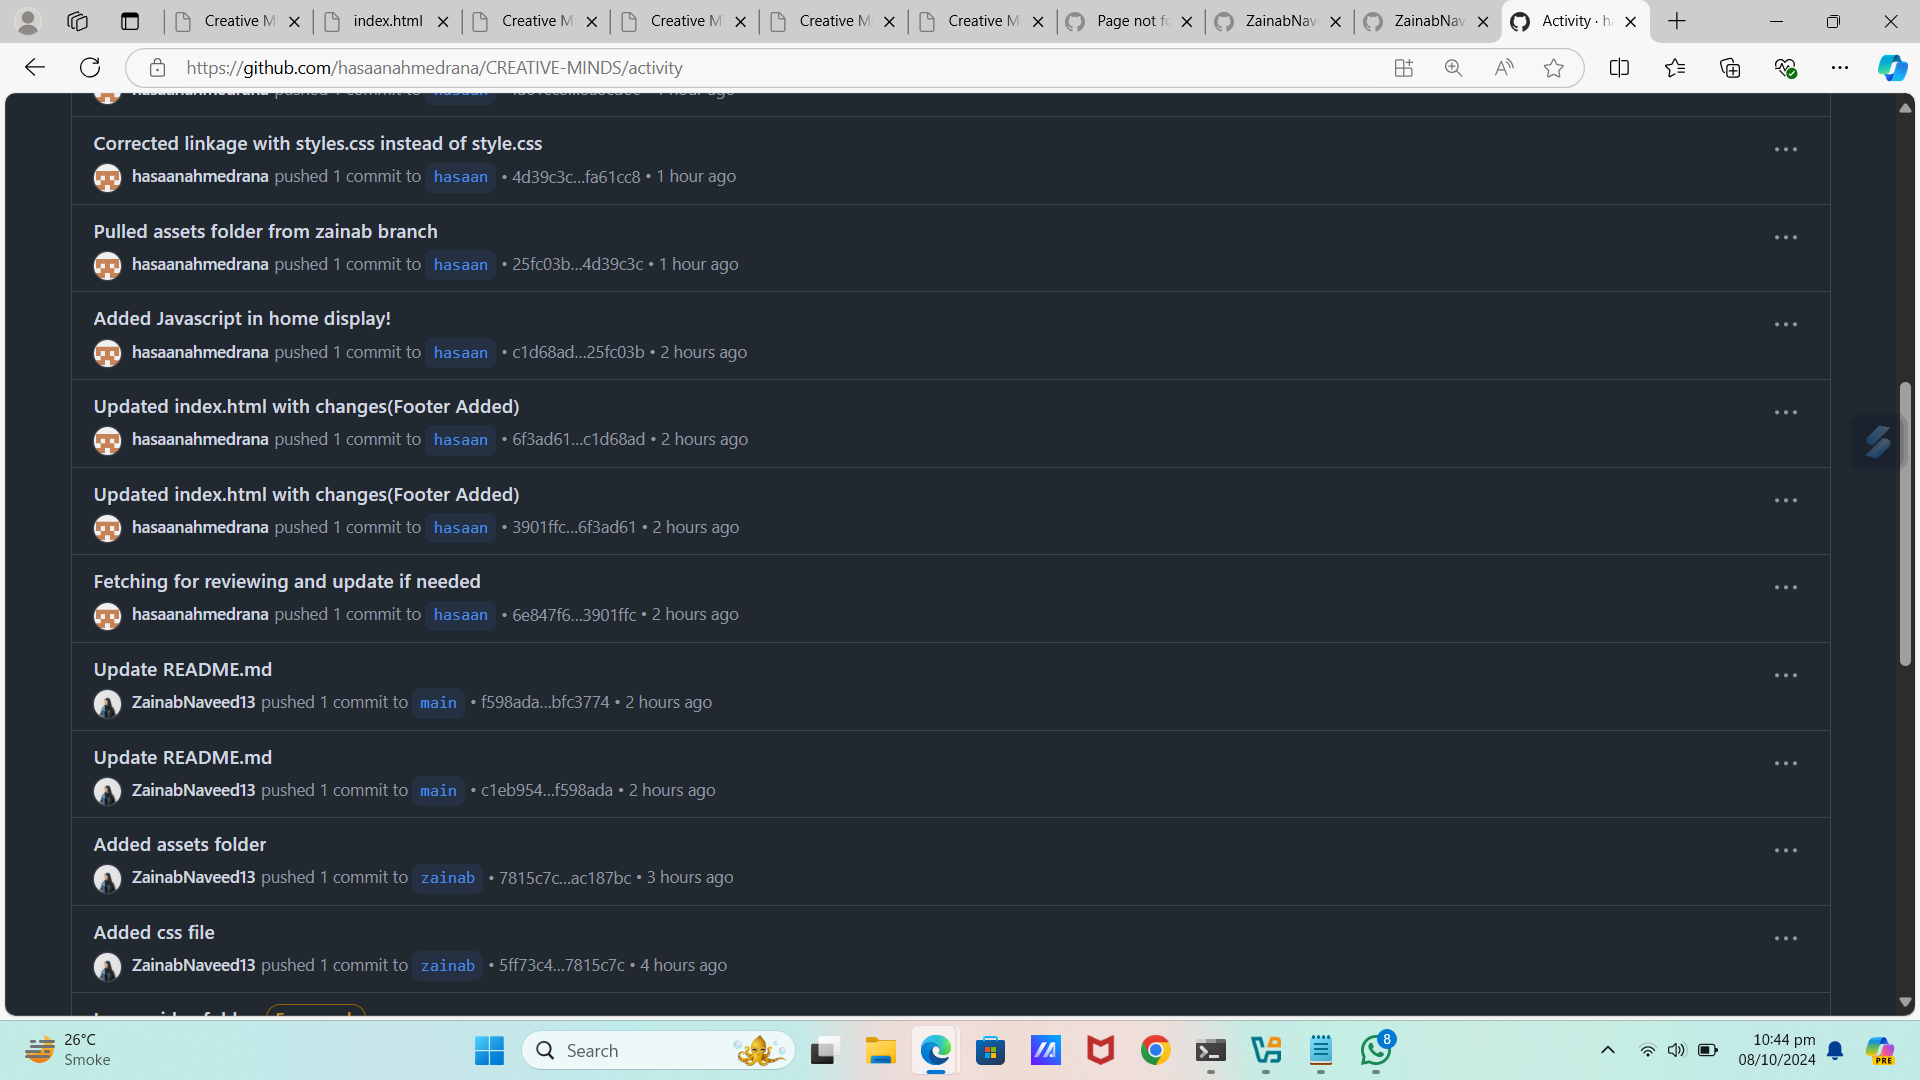 Creative M
index.html
Creative M
Creative M
Creative M
Creative M
Page not fo
ZainabNav
ZainabNav
Activity · h
https://github.com/hasaanahmedrana/CREATIVE-MINDS/activity
Corrected linkage with styles.css instead of style.css
hasaanahmedrana pushed 1 commit to hasaan • 4d39c3c...fa61cc8 • 1 hour ago
Pulled assets folder from zainab branch
hasaanahmedrana pushed 1 commit to hasaan • 25fc03b...4d39c3c • 1 hour ago
Added Javascript in home display!
hasaanahmedrana pushed 1 commit to hasaan • c1d68ad...25fc03b • 2 hours ago
Updated index.html with changes(Footer Added)
hasaanahmedrana pushed 1 commit to hasaan • 6f3ad61...c1d68ad • 2 hours ago
Updated index.html with changes(Footer Added)
hasaanahmedrana pushed 1 commit to hasaan • 3901ffc...6f3ad61 • 2 hours ago
Fetching for reviewing and update if needed
hasaanahmedrana pushed 1 commit to hasaan • 6e847f6...3901ffc • 2 hours ago
Update README.md
ZainabNaveed13 pushed 1 commit to main • f598ada...bfc3774 • 2 hours ago
Update README.md
ZainabNaveed13 pushed 1 commit to main • c1eb954...f598ada • 2 hours ago
Added assets folder
ZainabNaveed13 pushed 1 commit to zainab • 7815c7c...ac187bc • 3 hours ago
Added css file
ZainabNaveed13 pushed 1 commit to zainab • 5ff73c4...7815c7c • 4 hours ago
26°C
Smoke
Search
8
10:44 pm
08/10/2024
PRE